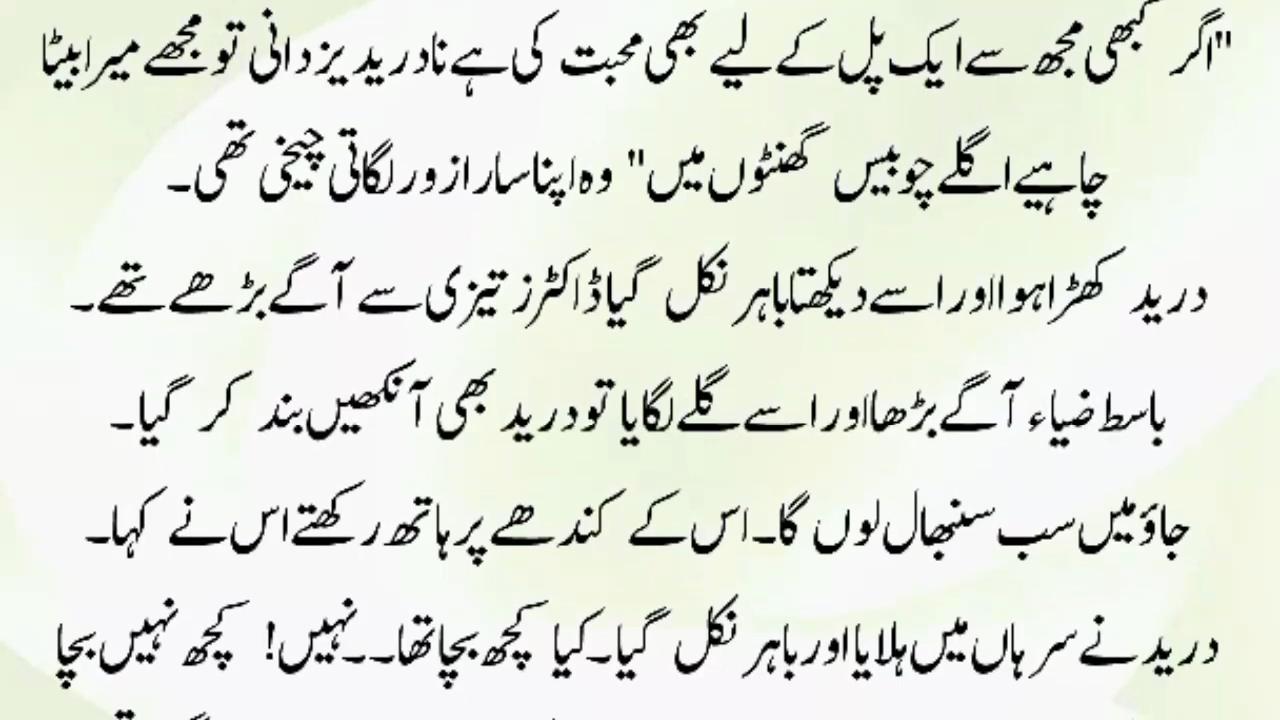 "اگر کبھی مجھ سے ایک پل کے لیے بھی محبت کی ہے نا درید یزدانی تو مجھے میرا بیٹا
چاہیے اگلے چوبیس گھنٹوں میں" وہ اپنا سارا زور لگاتی چیخی تھی۔
درید کھڑا ہوا اور اسے دیکھتا باہر نکل گیا ڈاکٹرز تیزی سے آگے بڑھے تھے۔
باسط ضیاء آگے بڑھا اور اسے گلے لگایا تو درید بھی آنکھیں بند کر گیا۔
جاؤ میں سب سنبھال لوں گا۔ اس کے کندھے پر ہاتھ رکھتے اس نے کہا۔
درید نے سر ہاں میں ہلایا اور باہر نکل گیا۔ کیا کچھ بچا تھا۔۔ نہیں! کچھ نہیں بچا